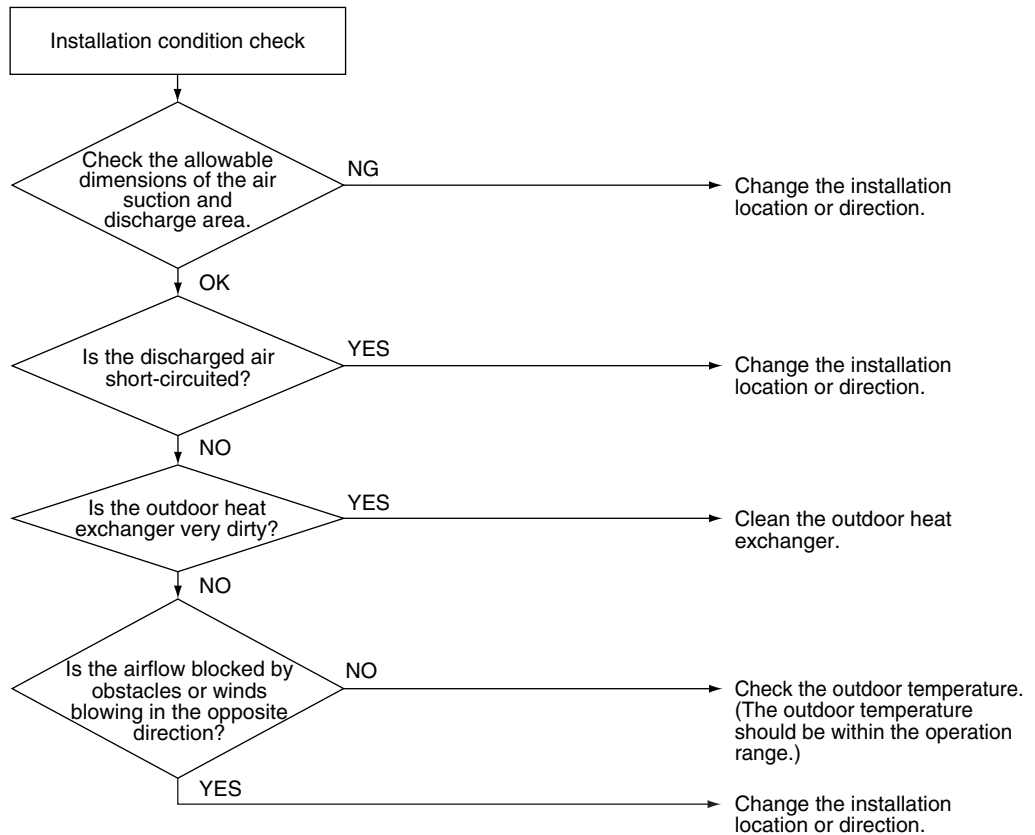 Installation condition check
Check the allowable
dimensions of the air
suction and
discharge area.
NG
Change the installation
location or direction.
OK
Is the discharged air
short-circuited?
YES
Change the installation
location or direction.
NO
Is the outdoor heat
exchanger very dirty?
YES
Clean the outdoor heat
exchanger.
NO
Is the airflow blocked by
obstacles or winds
blowing in the opposite
direction?
NO
Check the outdoor temperature.
(The outdoor temperature
should be within the operation
range.)
YES
Change the installation
location or direction.